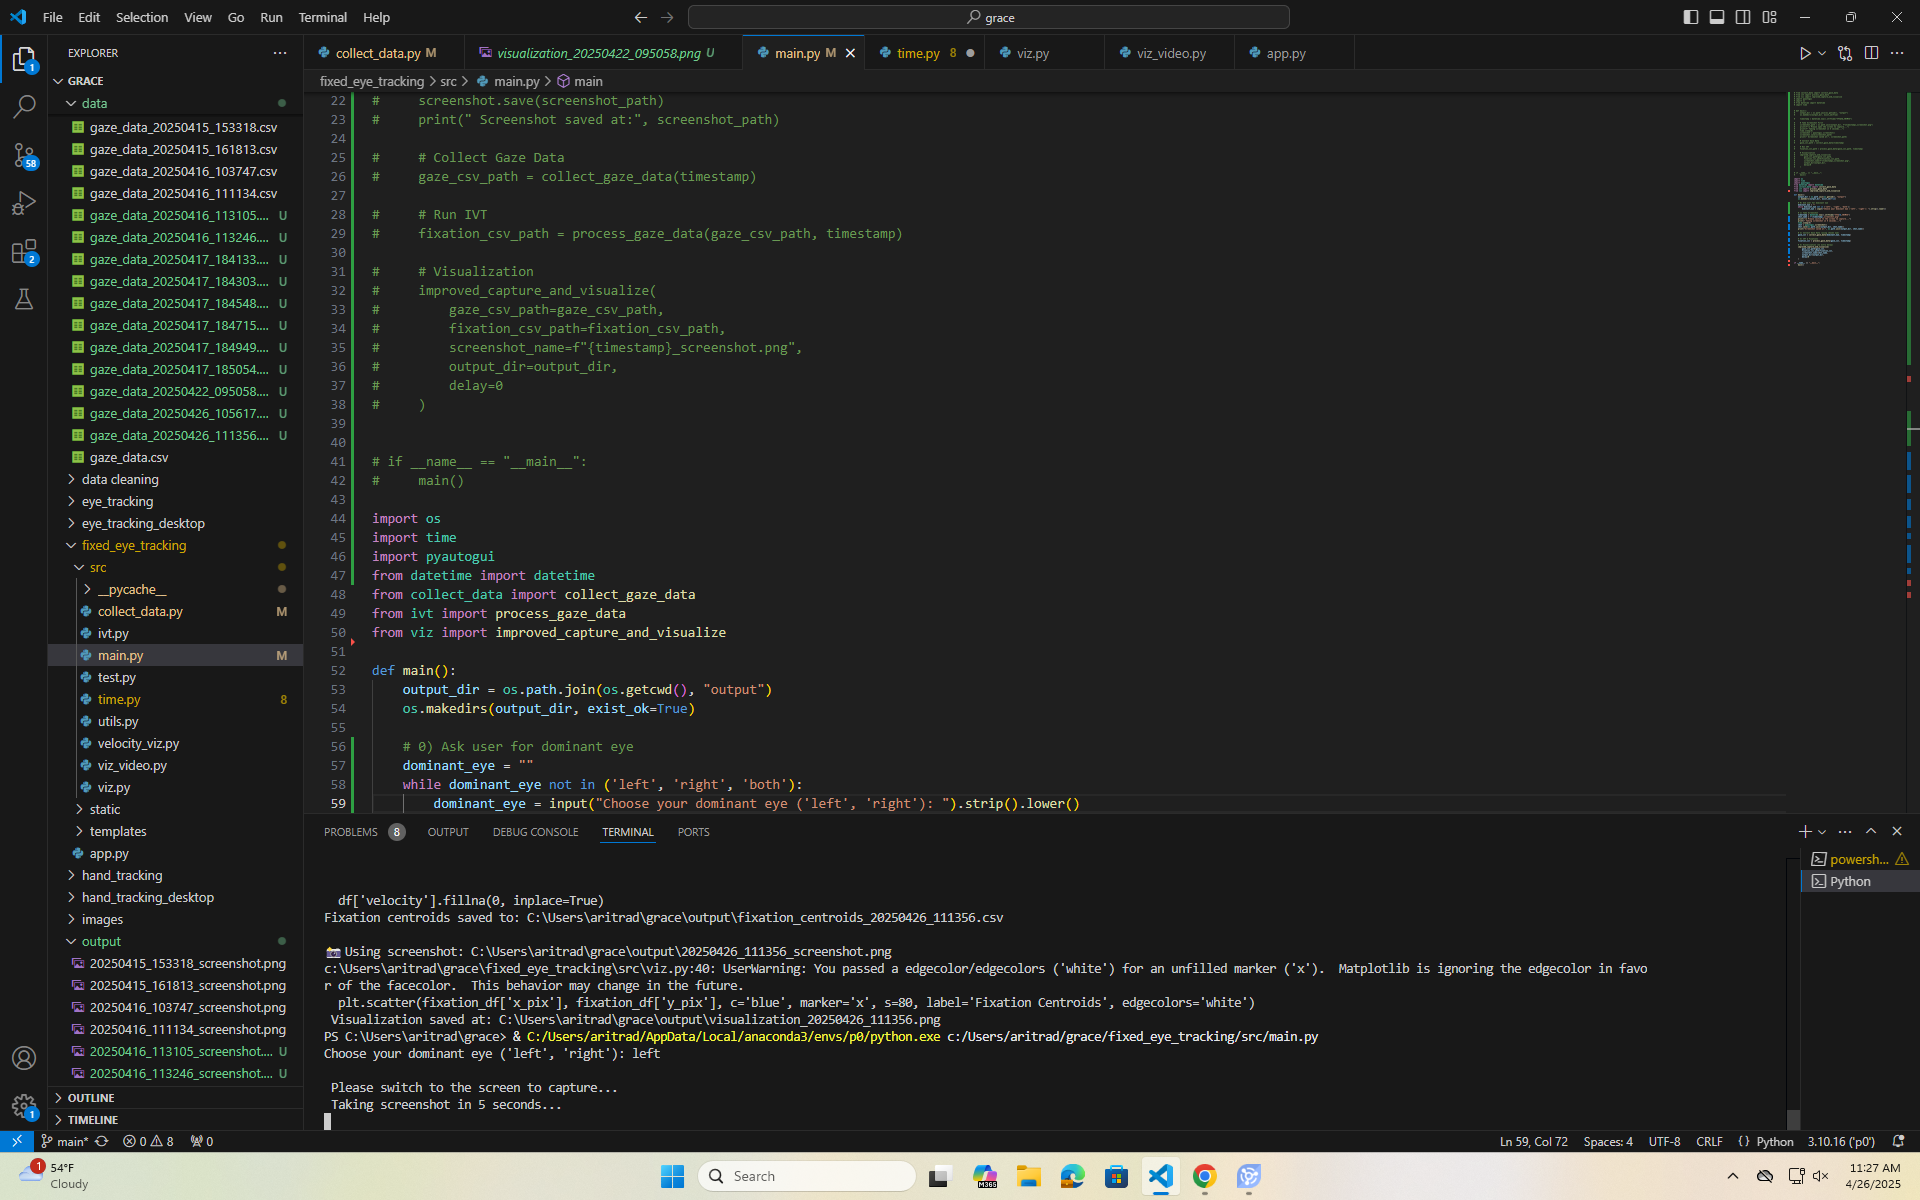 File Edit Selection View Go Run Terminal Help
grace
EXPLORER
collect_data.py M
visualization_20250422_095058.png U
main.py M
time.py 8
viz.py
viz_video.py
app.py
fixed_eye_tracking > src > main.py > main
GRACE
data
gaze_data_20250415_153318.csv
gaze_data_20250415_161813.csv
gaze_data_20250416_103747.csv
gaze_data_20250416_111134.csv
gaze_data_20250416_113105.... U
gaze_data_20250416_113246.... U
gaze_data_20250417_184133.... U
gaze_data_20250417_184303.... U
gaze_data_20250417_184548.... U
gaze_data_20250417_184715.... U
gaze_data_20250417_184949.... U
gaze_data_20250417_185054.... U
gaze_data_20250422_095058.... U
gaze_data_20250426_105617.... U
gaze_data_20250426_111356.... U
gaze_data.csv
data cleaning
eye_tracking
eye_tracking_desktop
fixed_eye_tracking
src
__pycache__
collect_data.py M
ivt.py
main.py M
test.py
time.py 8
utils.py
velocity_viz.py
viz_video.py
viz.py
static
templates
app.py
hand_tracking
hand_tracking_desktop
images
output
20250415_153318_screenshot.png
20250415_161813_screenshot.png
20250416_103747_screenshot.png
20250416_111134_screenshot.png
20250416_113105_screenshot.... U
20250416_113246_screenshot.... U
OUTLINE
TIMELINE
1
58
2
1
22 #     screenshot.save(screenshot_path)
23 #     print(" Screenshot saved at:", screenshot_path)
24
25 #     # Collect Gaze Data
26 #     gaze_csv_path = collect_gaze_data(timestamp)
27
28 #     # Run IVT
29 #     fixation_csv_path = process_gaze_data(gaze_csv_path, timestamp)
30
31 #     # Visualization
32 #     improved_capture_and_visualize(
33 #         gaze_csv_path=gaze_csv_path,
34 #         fixation_csv_path=fixation_csv_path,
35 #         screenshot_name=f"{timestamp}_screenshot.png",
36 #         output_dir=output_dir,
37 #         delay=0
38 #     )
39
40
41 # if __name__ == "__main__":
42 #     main()
43
44 import os
45 import time
46 import pyautogui
47 from datetime import datetime
48 from collect_data import collect_gaze_data
49 from ivt import process_gaze_data
50 from viz import improved_capture_and_visualize
51
52 def main():
53     output_dir = os.path.join(os.getcwd(), "output")
54     os.makedirs(output_dir, exist_ok=True)
55
56     # 0) Ask user for dominant eye
57     dominant_eye = ""
58     while dominant_eye not in ('left', 'right', 'both'):
59         dominant_eye = input("Choose your dominant eye ('left', 'right'): ").strip().lower()
PROBLEMS 8 OUTPUT DEBUG CONSOLE TERMINAL PORTS
powersh...
Python
  df['velocity'].fillna(0, inplace=True)
Fixation centroids saved to: C:\Users\aritrad\grace\output\fixation_centroids_20250426_111356.csv
Using screenshot: C:\Users\aritrad\grace\output\20250426_111356_screenshot.png
c:\Users\aritrad\grace\fixed_eye_tracking\src\viz.py:40: UserWarning: You passed a edgecolor/edgecolors ('white') for an unfilled marker ('x').  Matplotlib is ignoring the edgecolor in favo
r of the facecolor.  This behavior may change in the future.
  plt.scatter(fixation_df['x_pix'], fixation_df['y_pix'], c='blue', marker='x', s=80, label='Fixation Centroids', edgecolors='white')
 Visualization saved at: C:\Users\aritrad\grace\output\visualization_20250426_111356.png
PS C:\Users\aritrad\grace> & C:/Users/aritrad/AppData/Local/anaconda3/envs/p0/python.exe c:/Users/aritrad/grace/fixed_eye_tracking/src/main.py
Choose your dominant eye ('left', 'right'): left
 Please switch to the screen to capture...
 Taking screenshot in 5 seconds...
main* 0 8 0
Ln 59, Col 72 Spaces: 4 UTF-8 CRLF { } Python 3.10.16 ('p0')
1
54°F
Cloudy
Search
M365
11:27 AM
4/26/2025